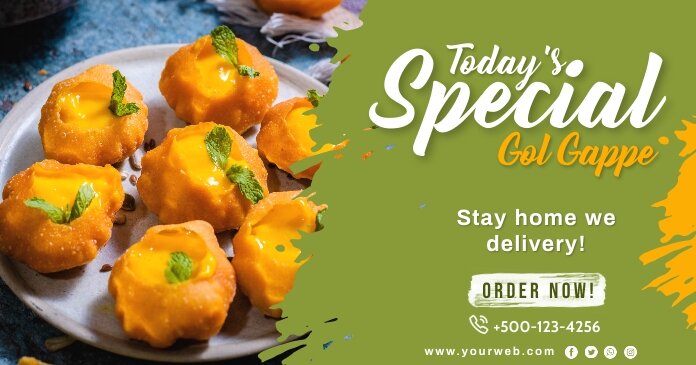 Today's
Special
Gol Gappe
Stay home we
delivery!
ORDER NOW!
+500-123-4256
www.yourweb.com